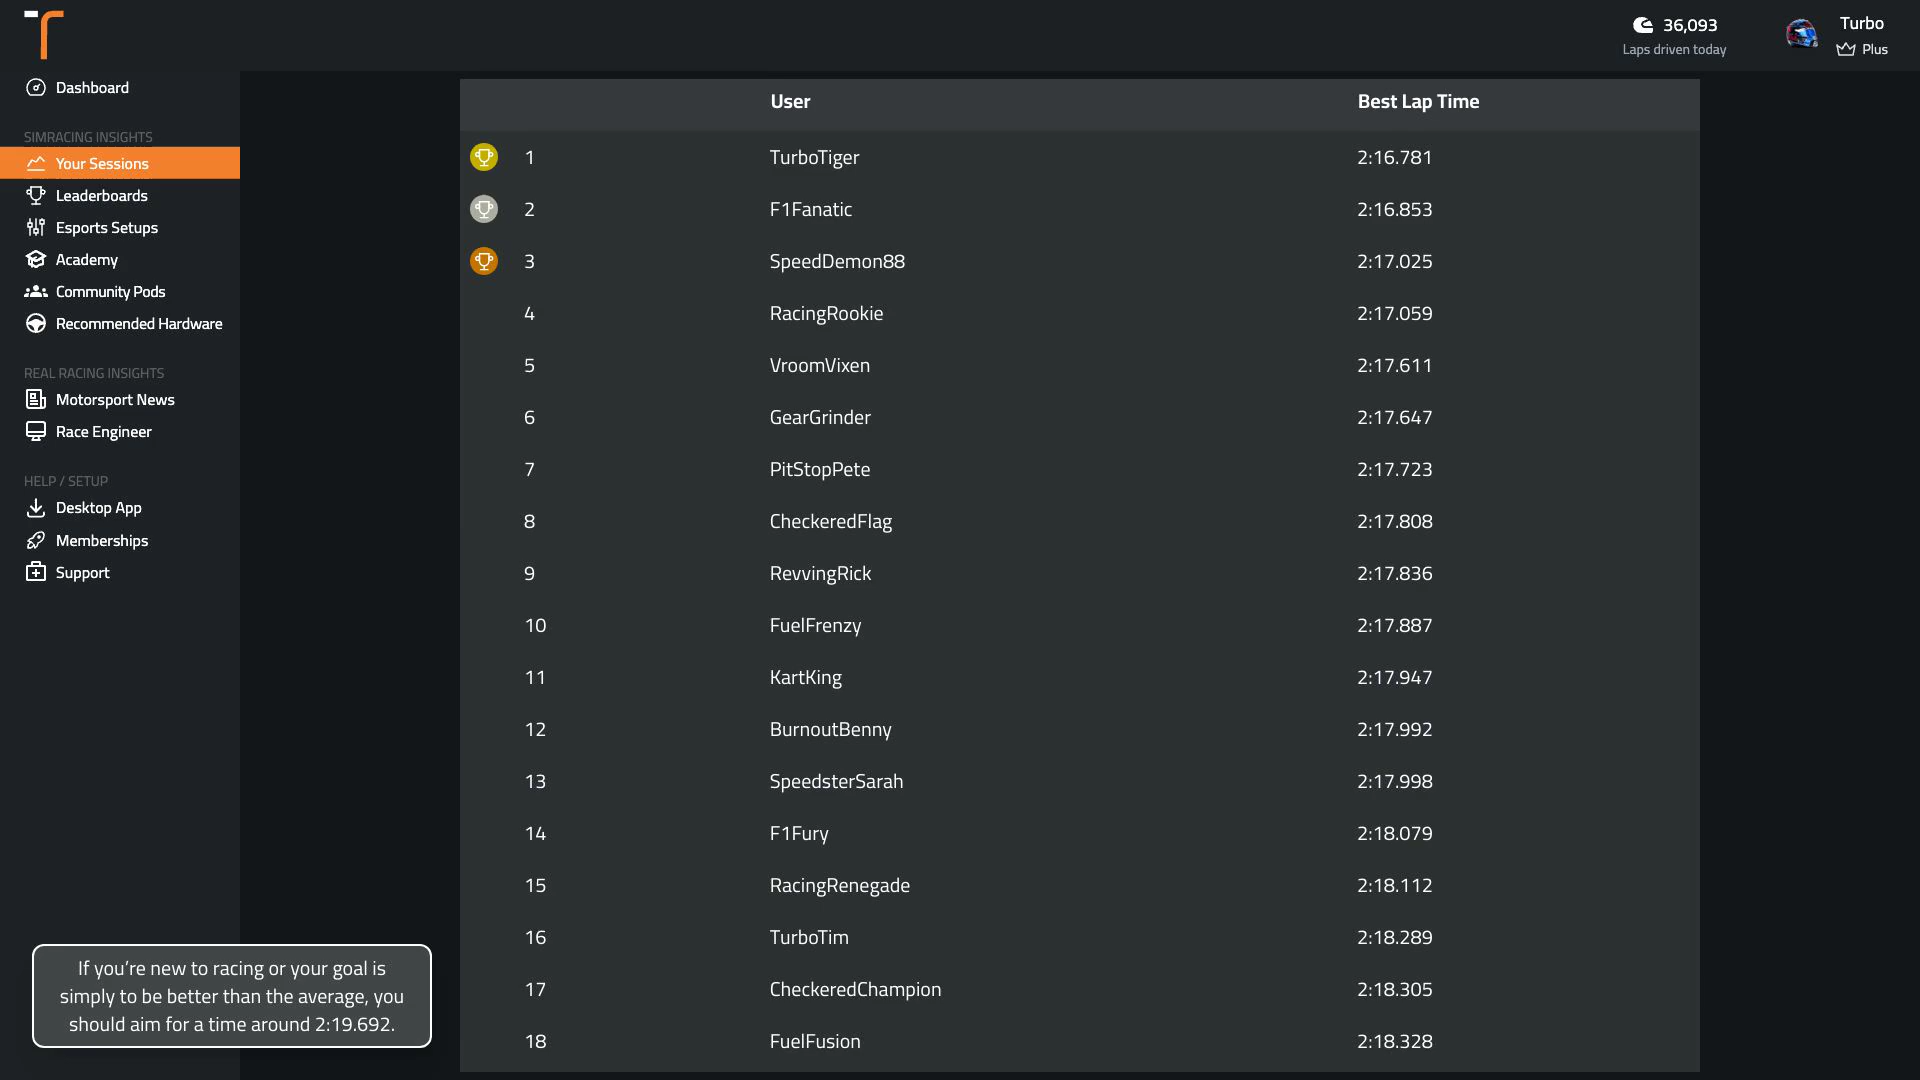 36,093
Laps driven today
Turbo
Plus
Dashboard
SIMRACING INSIGHTS
Your Sessions
Leaderboards
Esports Setups
Academy
Community Pods
Recommended Hardware
REAL RACING INSIGHTS
Motorsport News
Race Engineer
HELP / SETUP
Desktop App
Memberships
Support
User Best Lap Time
1 TurboTiger 2:16.781
2 F1Fanatic 2:16.853
3 SpeedDemon88 2:17.025
4 RacingRookie 2:17.059
5 VroomVixen 2:17.611
6 GearGrinder 2:17.647
7 PitStopPete 2:17.723
8 CheckeredFlag 2:17.808
9 RevvingRick 2:17.836
10 FuelFrenzy 2:17.887
11 KartKing 2:17.947
12 BurnoutBenny 2:17.992
13 SpeedsterSarah 2:17.998
14 F1Fury 2:18.079
15 RacingRenegade 2:18.112
16 TurboTim 2:18.289
17 CheckeredChampion 2:18.305
18 FuelFusion 2:18.328
If you're new to racing or your goal is
simply to be better than the average, you
should aim for a time around 2:19.692.